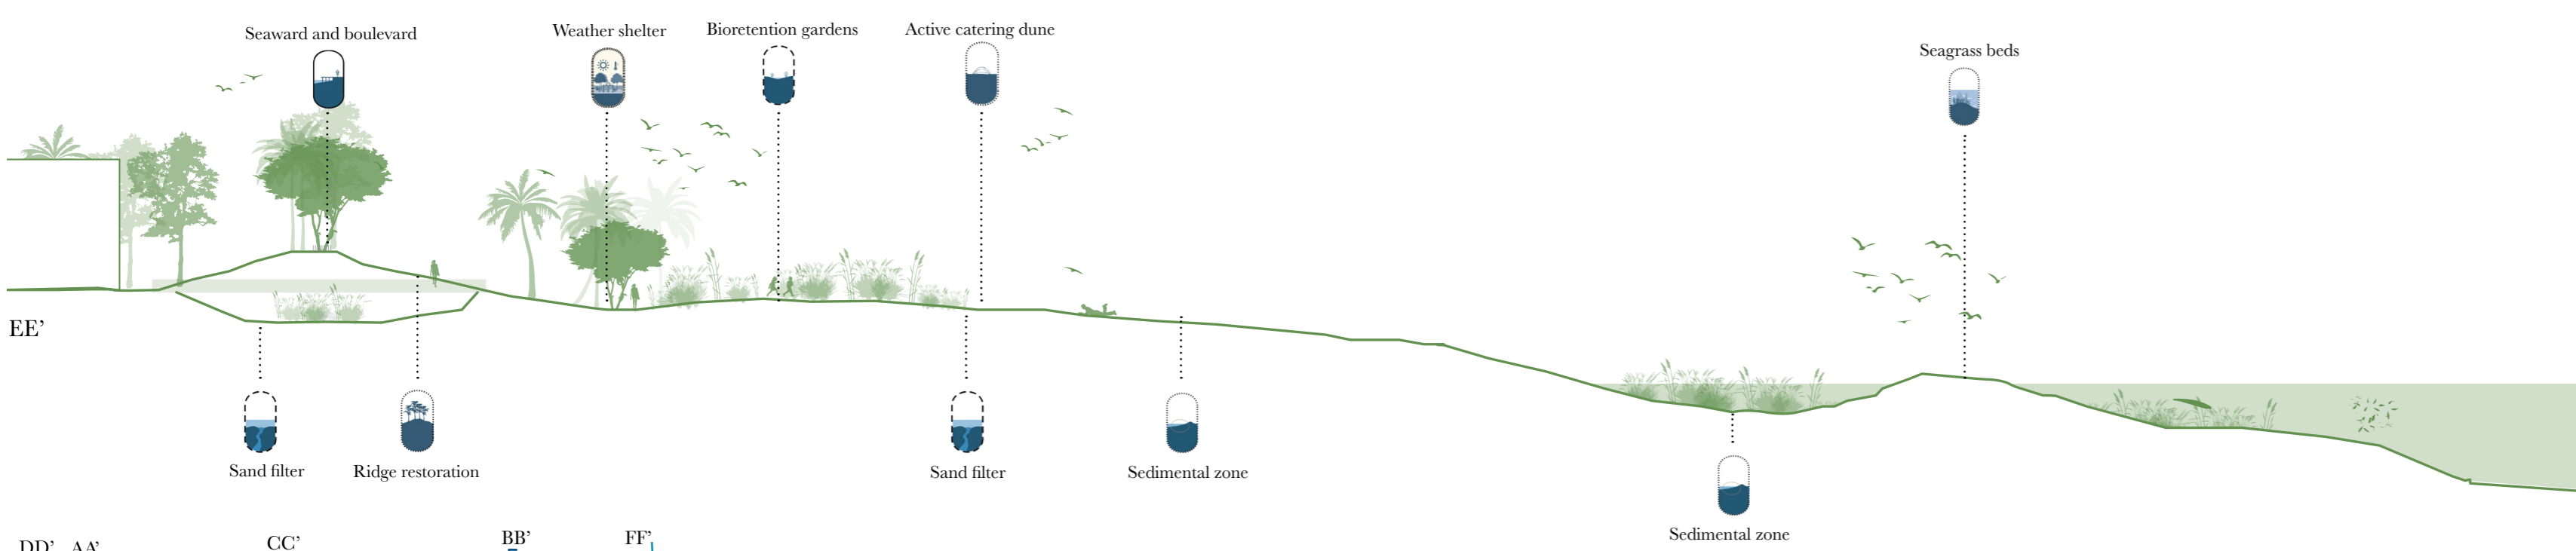 Seaward and boulevard
Weather shelter
Bioretention gardens
Active catering dune
Seagrass beds
EE’
Sand filter
Ridge restoration
Sand filter
Sedimental zone
Sedimental zone
DD’ AA’
CC’
BB’
FF’